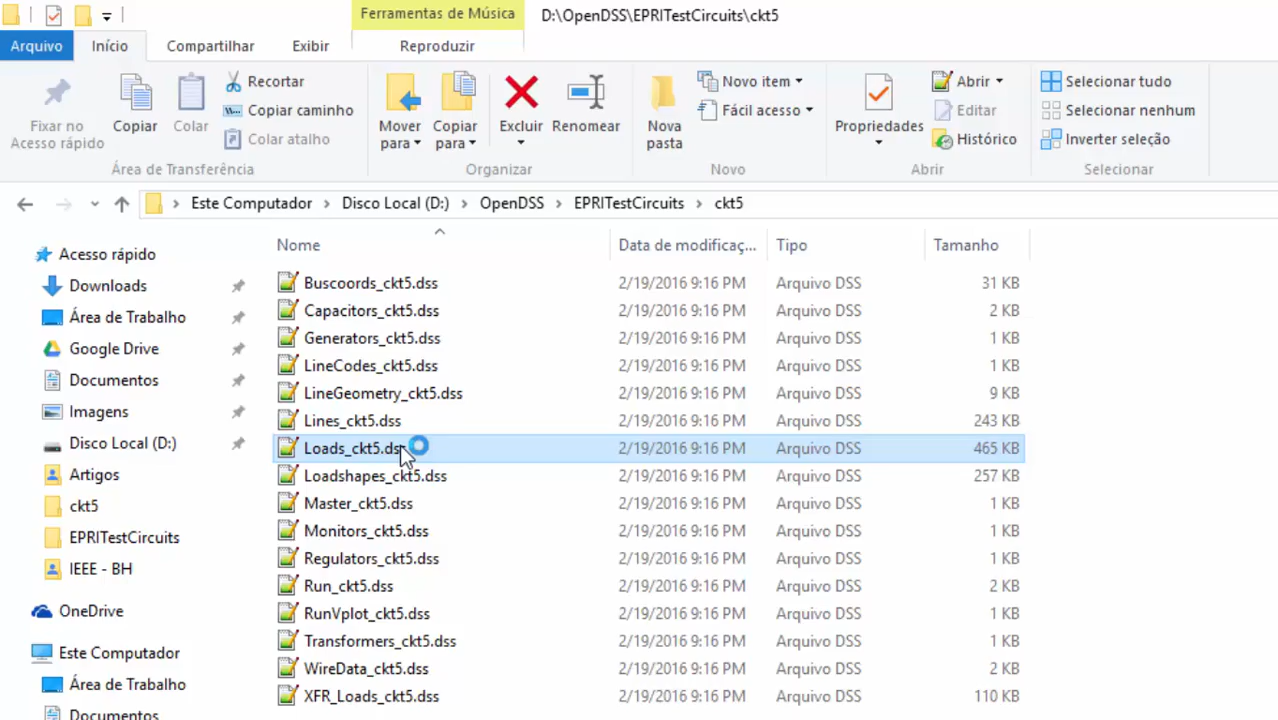 Ferramentas de Música
D:\OpenDSS\EPRITestCircuits\ckt5
Arquivo
Início
Compartilhar
Exibir
Reproduzir
Fixar no
Acesso rápido
Copiar
Colar
Recortar
Copiar caminho
Colar atalho
Área de Transferência
Mover
para
Copiar
para
Excluir
Renomear
Organizar
Nova
pasta
Novo item
Fácil acesso
Novo
Propriedades
Abrir
Editar
Histórico
Abrir
Selecionar tudo
Selecionar nenhum
Inverter seleção
Selecionar
Este Computador > Disco Local (D:) > OpenDSS > EPRITestCircuits > ckt5
Acesso rápido
Downloads
Área de Trabalho
Google Drive
Documentos
Imagens
Disco Local (D:)
Artigos
ckt5
EPRITestCircuits
IEEE - BH
OneDrive
Este Computador
Área de Trabalho
Documentos
Nome Data de modificaç... Tipo Tamanho
Buscoords_ckt5.dss 2/19/2016 9:16 PM Arquivo DSS 31 KB
Capacitors_ckt5.dss 2/19/2016 9:16 PM Arquivo DSS 2 KB
Generators_ckt5.dss 2/19/2016 9:16 PM Arquivo DSS 1 KB
LineCodes_ckt5.dss 2/19/2016 9:16 PM Arquivo DSS 1 KB
LineGeometry_ckt5.dss 2/19/2016 9:16 PM Arquivo DSS 9 KB
Lines_ckt5.dss 2/19/2016 9:16 PM Arquivo DSS 243 KB
Loads_ckt5.dss 2/19/2016 9:16 PM Arquivo DSS 465 KB
Loadshapes_ckt5.dss 2/19/2016 9:16 PM Arquivo DSS 257 KB
Master_ckt5.dss 2/19/2016 9:16 PM Arquivo DSS 1 KB
Monitors_ckt5.dss 2/19/2016 9:16 PM Arquivo DSS 1 KB
Regulators_ckt5.dss 2/19/2016 9:16 PM Arquivo DSS 1 KB
Run_ckt5.dss 2/19/2016 9:16 PM Arquivo DSS 2 KB
RunVplot_ckt5.dss 2/19/2016 9:16 PM Arquivo DSS 1 KB
Transformers_ckt5.dss 2/19/2016 9:16 PM Arquivo DSS 1 KB
WireData_ckt5.dss 2/19/2016 9:16 PM Arquivo DSS 2 KB
XFR_Loads_ckt5.dss 2/19/2016 9:16 PM Arquivo DSS 110 KB